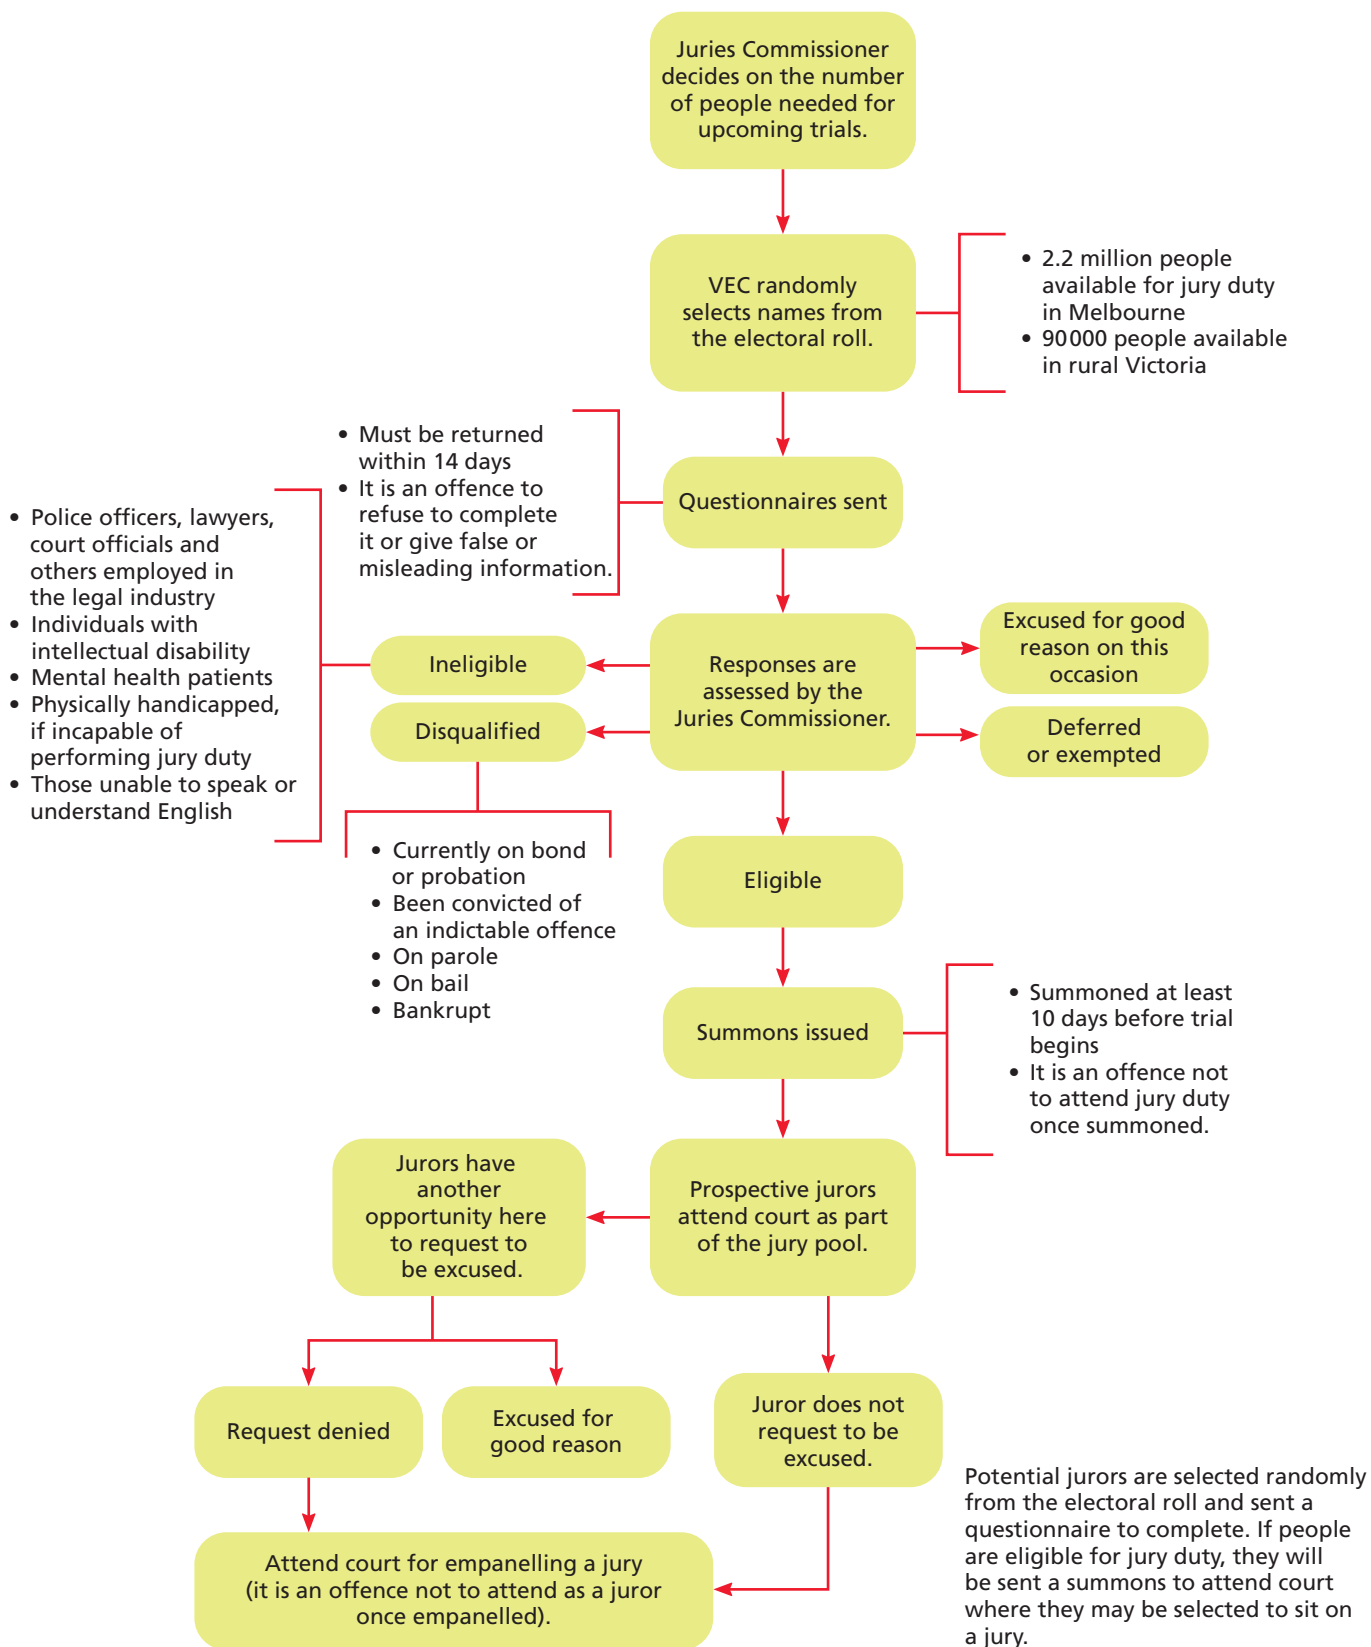 Juries Commissioner
decides on the number
of people needed for
upcoming trials.
VEC randomly
selects names from
the electoral roll.
• 2.2 million people
available for jury duty
in Melbourne
• 90 000 people available
in rural Victoria
• Must be returned
within 14 days
• It is an offence to
refuse to complete
it or give false or
misleading information.
Questionnaires sent
• Police officers, lawyers,
court officials and
others employed in
the legal industry
• Individuals with
intellectual disability
• Mental health patients
• Physically handicapped,
if incapable of
performing jury duty
• Those unable to speak or
understand English
Ineligible
Disqualified
Responses are
assessed by the
Juries Commissioner.
Excused for good
reason on this
occasion
Deferred
or exempted
• Currently on bond
or probation
• Been convicted of
an indictable offence
• On parole
• On bail
• Bankrupt
Eligible
Summons issued
• Summoned at least
10 days before trial
begins
• It is an offence not
to attend jury duty
once summoned.
Jurors have
another
opportunity here
to request to
be excused.
Prospective jurors
attend court as part
of the jury pool.
Request denied
Excused for
good reason
Juror does not
request to be
excused.
Attend court for empanelling a jury
(it is an offence not to attend as a juror
once empanelled).
Potential jurors are selected randomly
from the electoral roll and sent a
questionnaire to complete. If people
are eligible for jury duty, they will
be sent a summons to attend court
where they may be selected to sit on
a jury.